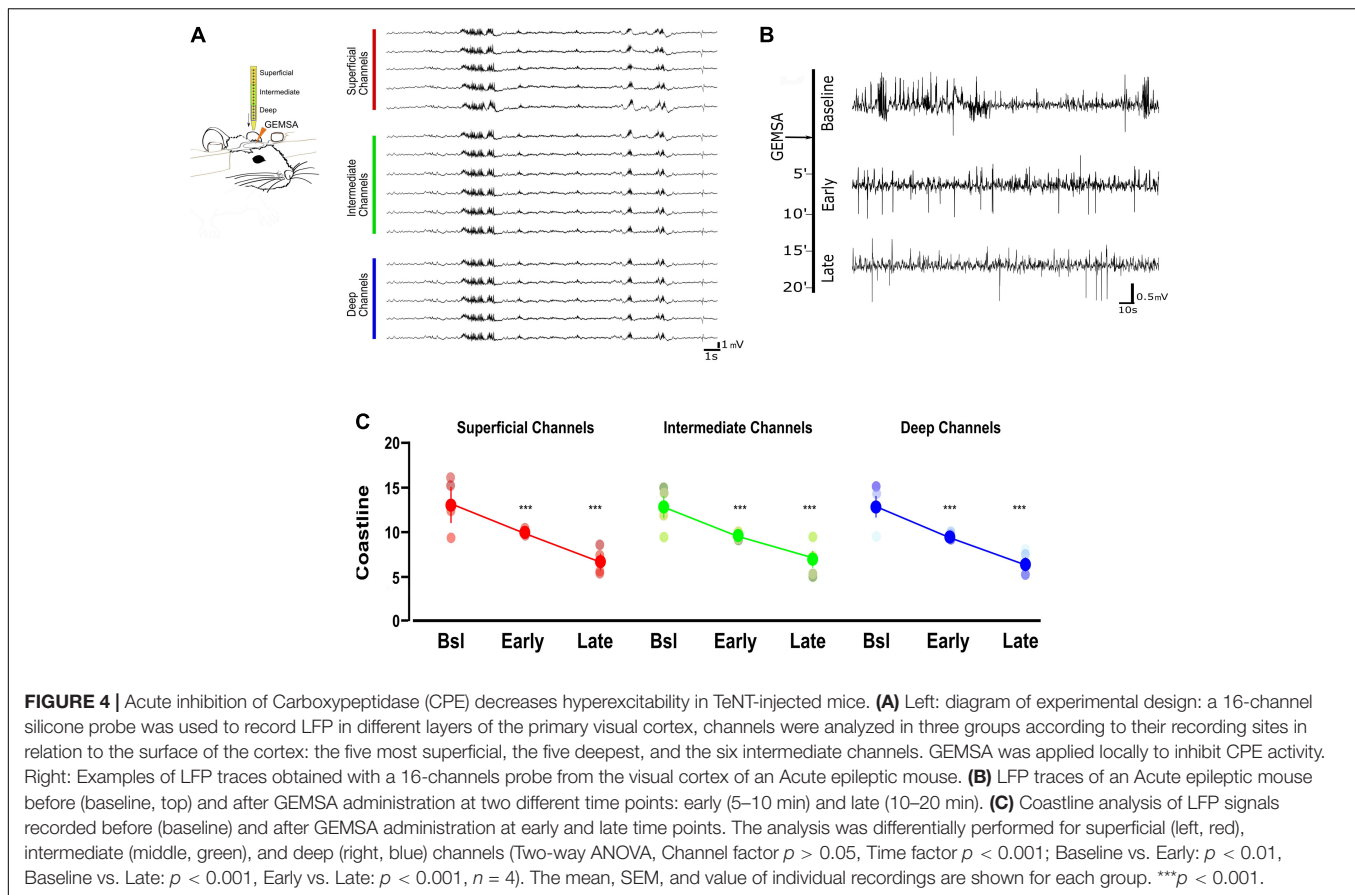 A
Superficial
Intermediate
Deep
GEMSA
Superficial
Channels
Intermediate
Channels
Deep
Channels
1 mV
1s
B
Baseline
GEMSA
5'
Early
10'
15'
Late
20'
0.5mV
10s
C
Superficial Channels
Intermediate Channels
Deep Channels
Coastline
20
15
10
5
0
*** *** *** *** *** ***
Bsl Early Late Bsl Early Late Bsl Early Late
FIGURE 4 | Acute inhibition of Carboxypeptidase (CPE) decreases hyperexcitability in TeNT-injected mice. (A) Left: diagram of experimental design: a 16-channel
silicone probe was used to record LFP in different layers of the primary visual cortex, channels were analyzed in three groups according to their recording sites in
relation to the surface of the cortex: the five most superficial, the five deepest, and the six intermediate channels. GEMSA was applied locally to inhibit CPE activity.
Right: Examples of LFP traces obtained with a 16-channels probe from the visual cortex of an Acute epileptic mouse. (B) LFP traces of an Acute epileptic mouse
before (baseline, top) and after GEMSA administration at two different time points: early (5–10 min) and late (10–20 min). (C) Coastline analysis of LFP signals
recorded before (baseline) and after GEMSA administration at early and late time points. The analysis was differentially performed for superficial (left, red),
intermediate (middle, green), and deep (right, blue) channels (Two-way ANOVA, Channel factor p > 0.05, Time factor p < 0.001; Baseline vs. Early: p < 0.01,
Baseline vs. Late: p < 0.001, Early vs. Late: p < 0.001, n = 4). The mean, SEM, and value of individual recordings are shown for each group. ***p < 0.001.